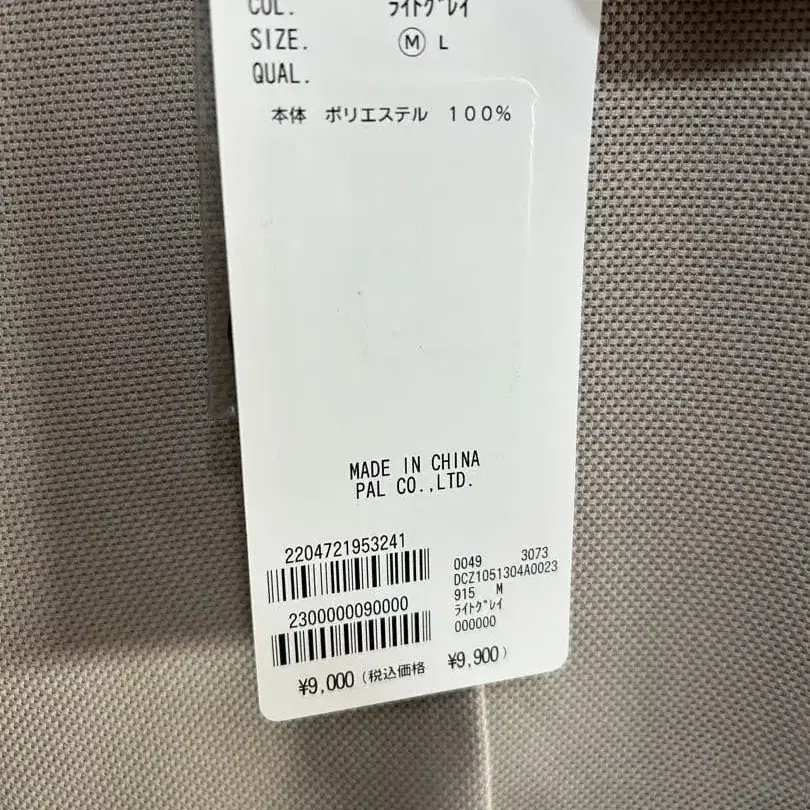 COL. ﾗｲﾄｸﾞﾚｲ
SIZE. Ⓜ L
QUAL.
本体 ポリエステル 100%
MADE IN CHINA
PAL CO.,LTD.
2204721953241
2300000090000
¥9,000 (税込価格 ¥9,900)
0049 3073
DCZ1051304A0023
915 M
ﾗｲﾄｸﾞﾚｲ
000000